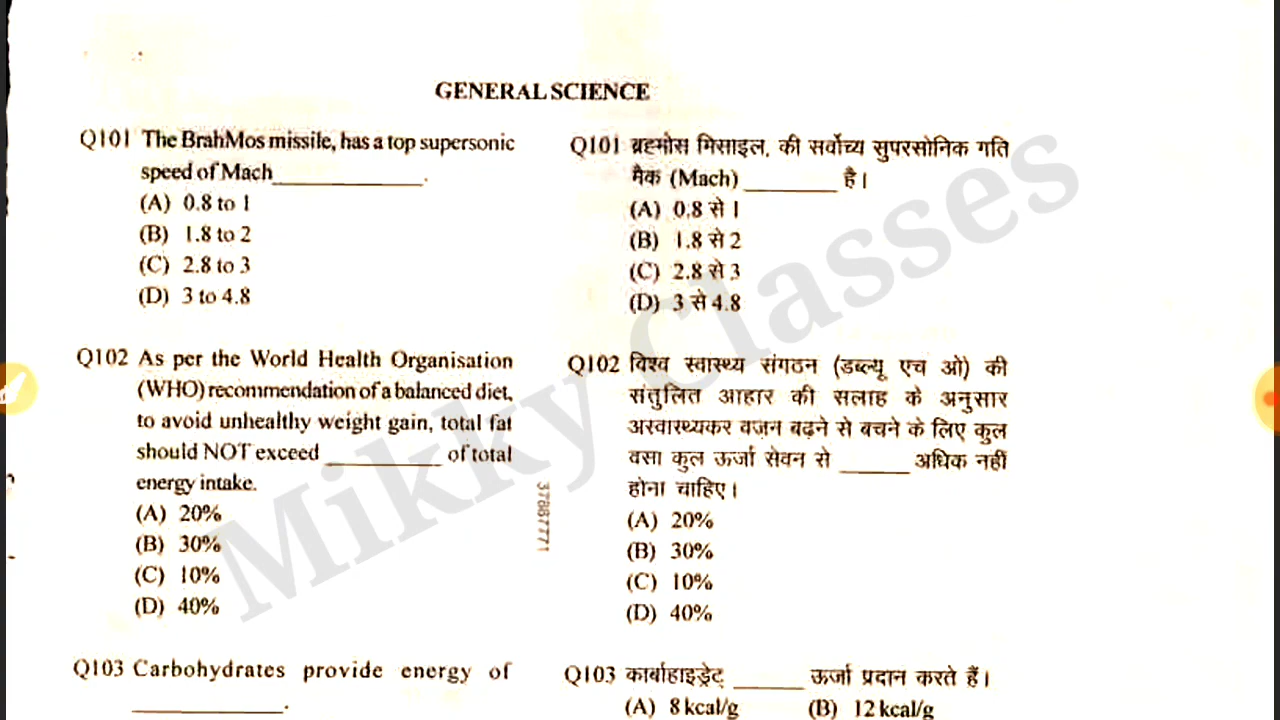 GENERAL SCIENCE
Q101 The BrahMos missile, has a top supersonic
speed of Mach____________.
(A) 0.8 to 1
(B) 1.8 to 2
(C) 2.8 to 3
(D) 3 to 4.8
Q102 As per the World Health Organisation
(WHO) recommendation of a balanced diet,
to avoid unhealthy weight gain, total fat
should NOT exceed _________ of total
energy intake.
(A) 20%
(B) 30%
(C) 10%
(D) 40%
Q103 Carbohydrates provide energy of
____________.
Q101 ब्रह्मोस मिसाइल, की सर्वोच्च सुपरसोनिक गति
मैक (Mach) ________ है।
(A) 0.8 से 1
(B) 1.8 से 2
(C) 2.8 से 3
(D) 3 से 4.8
Q102 विश्व स्वास्थ्य संगठन (डब्ल्यू एच ओ) की
संतुलित आहार की सलाह के अनुसार
अस्वास्थ्यकर वज़न बढ़ने से बचने के लिए कुल
वसा कुल ऊर्जा सेवन से ______ अधिक नहीं
होना चाहिए।
(A) 20%
(B) 30%
(C) 10%
(D) 40%
Q103 कार्बोहाइड्रेट् ______ ऊर्जा प्रदान करते हैं।
(A) 8 kcal/g (B) 12 kcal/g
37867771
Mikky Classes